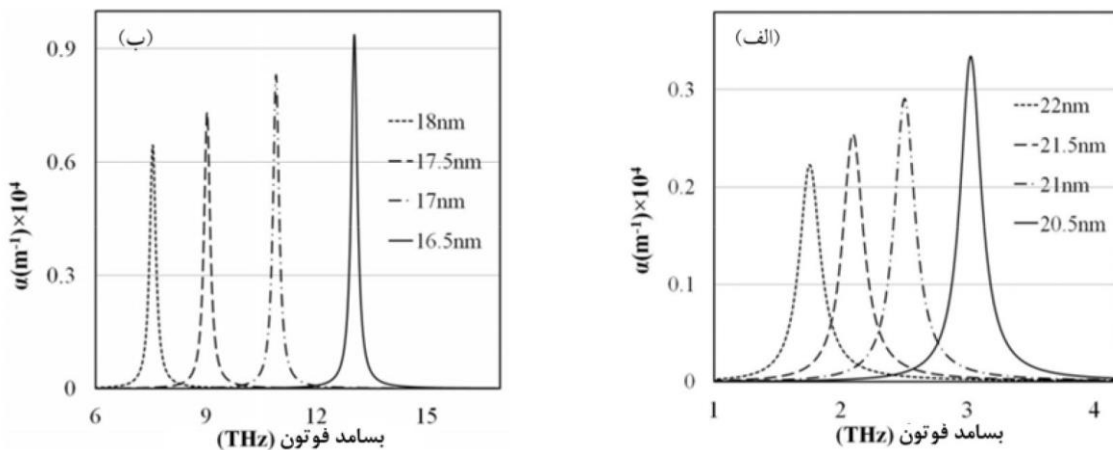 (ب)
0.9
0.6
0.3
0
α(m⁻¹)×10⁴
18nm
17.5nm
17nm
16.5nm
6 9 12 15
بسامد فوتون (THz)
(الف)
0.3
0.2
0.1
0
α(m⁻¹)×10⁴
22nm
21.5nm
21nm
20.5nm
1 2 3 4
بسامد فوتون (THz)